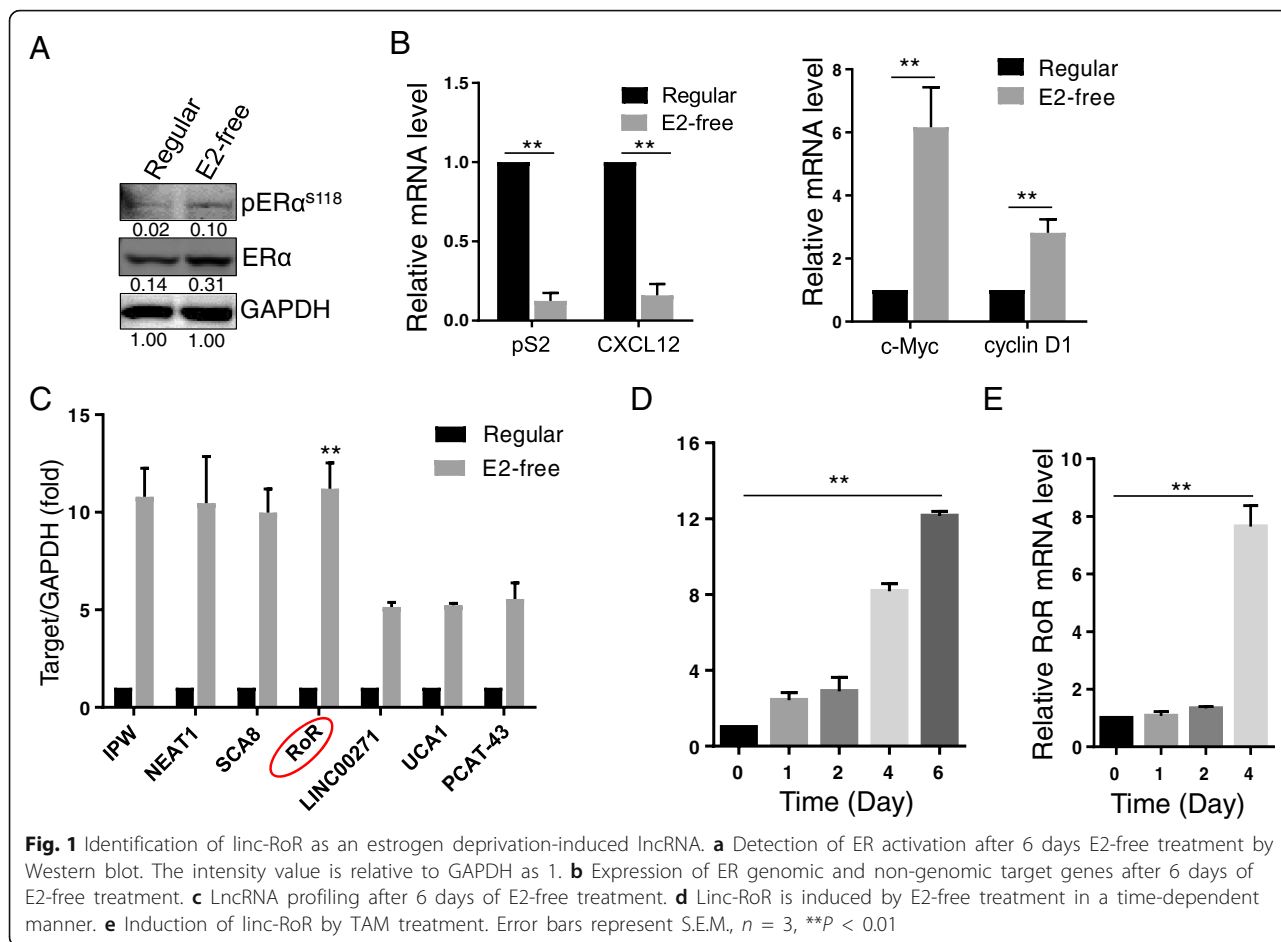 A
Regular
E2-free
pERα^S118
0.02 0.10
ERα
0.14 0.31
GAPDH
1.00 1.00
B
Relative mRNA level
1.5
1.0
0.5
0.0
Regular
E2-free
**
**
pS2 CXCL12
Relative mRNA level
8
6
4
2
0
Regular
E2-free
**
**
c-Myc cyclin D1
C
Target/GAPDH (fold)
15
10
5
0
Regular
E2-free
**
IPW
NEAT1
SCA8
RoR
LINC00271
UCA1
PCAT-43
D
16
12
8
4
0
**
0 1 2 4 6
Time (Day)
E
Relative RoR mRNA level
10
8
6
4
2
0
**
0 1 2 4
Time (Day)
Fig. 1 Identification of linc-RoR as an estrogen deprivation-induced lncRNA. a Detection of ER activation after 6 days E2-free treatment by
Western blot. The intensity value is relative to GAPDH as 1. b Expression of ER genomic and non-genomic target genes after 6 days of
E2-free treatment. c LncRNA profiling after 6 days of E2-free treatment. d Linc-RoR is induced by E2-free treatment in a time-dependent
manner. e Induction of linc-RoR by TAM treatment. Error bars represent S.E.M., n = 3, **P < 0.01